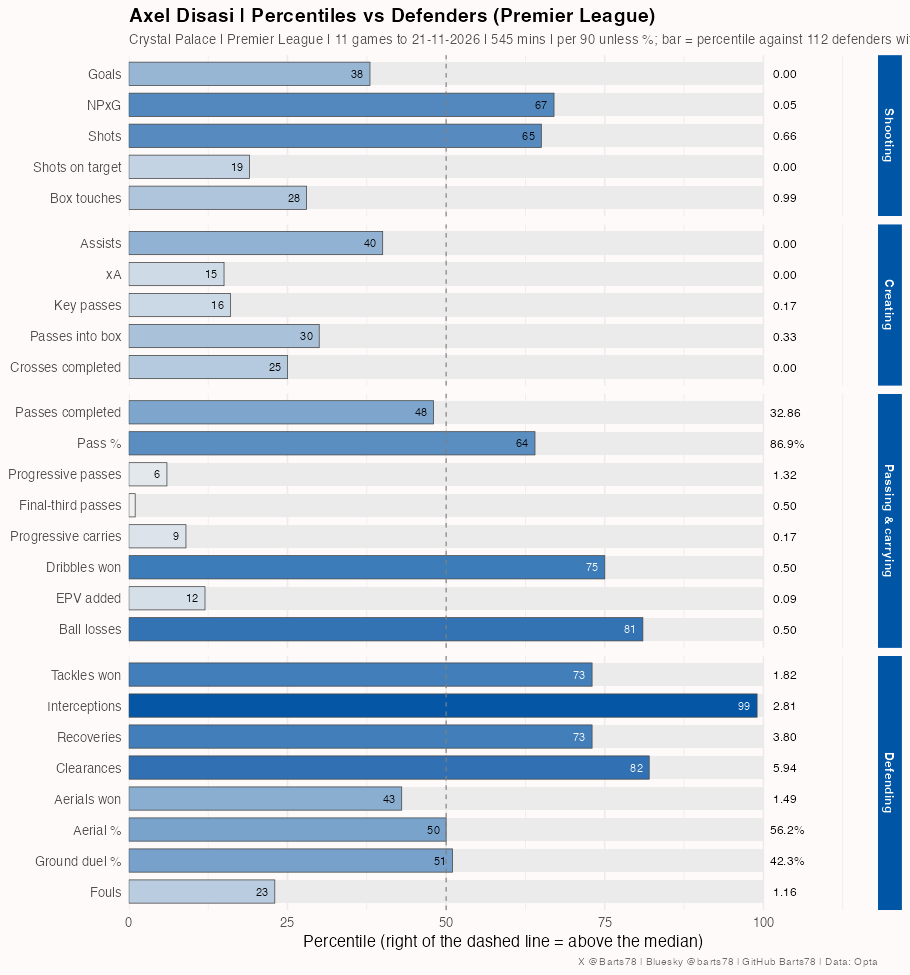 Axel Disasi | Percentiles vs Defenders (Premier League)
Crystal Palace | Premier League | 11 games to 21-11-2026 | 545 mins | per 90 unless %; bar = percentile against 112 defenders
Goals 38 0.00
NPxG 67 0.05
Shots 65 0.66
Shots on target 19 0.00
Box touches 28 0.99
Shooting
Assists 40 0.00
xA 15 0.00
Key passes 16 0.17
Passes into box 30 0.33
Crosses completed 25 0.00
Creating
Passes completed 48 32.86
Pass % 64 86.9%
Progressive passes 6 1.32
Final-third passes 0.50
Progressive carries 9 0.17
Dribbles won 75 0.50
EPV added 12 0.09
Ball losses 81 0.50
Passing & carrying
Tackles won 73 1.82
Interceptions 99 2.81
Recoveries 73 3.80
Clearances 82 5.94
Aerials won 43 1.49
Aerial % 50 56.2%
Ground duel % 51 42.3%
Fouls 23 1.16
Defending
0 25 50 75 100
Percentile (right of the dashed line = above the median)
X @Barts78 | Bluesky @barts78 | GitHub Barts78 | Data: Opta